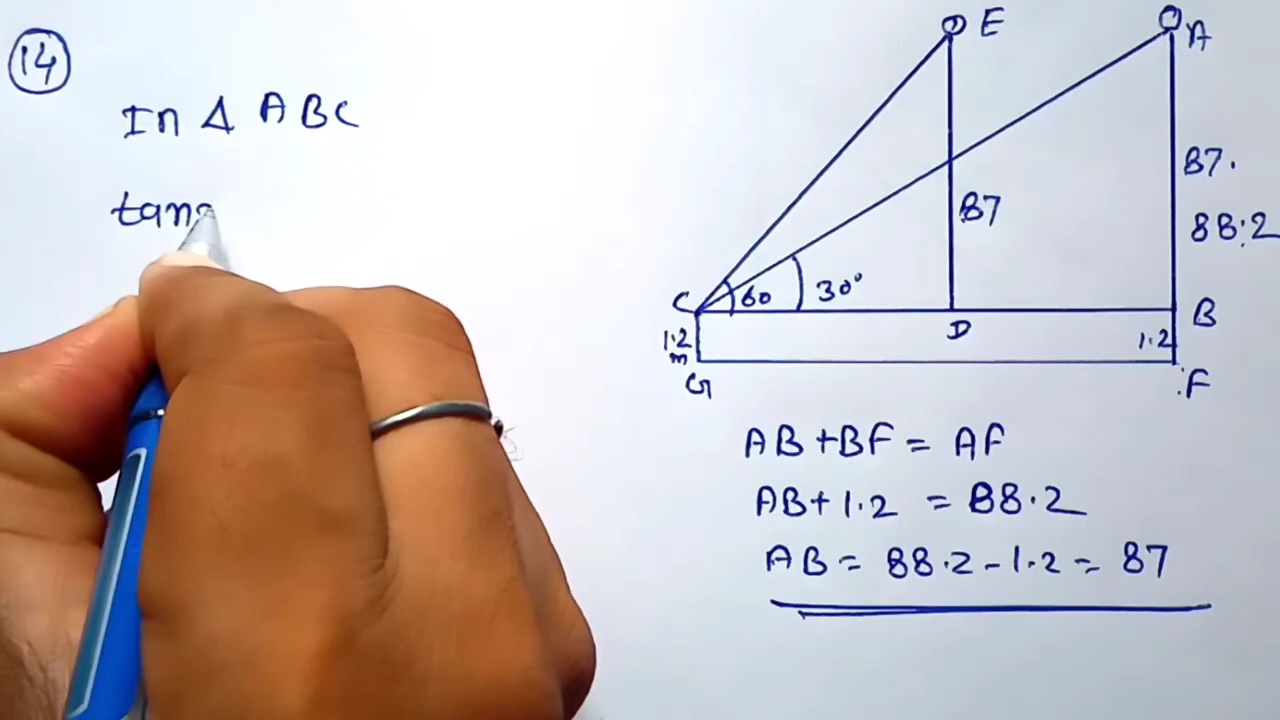 14
In Δ ABC
tan
E
A
87.
87
88.2
C
60
30°
B
1.2
m
D
1.2
G
F
AB+BF = AF
AB+1.2 = 88.2
AB = 88.2-1.2 = 87